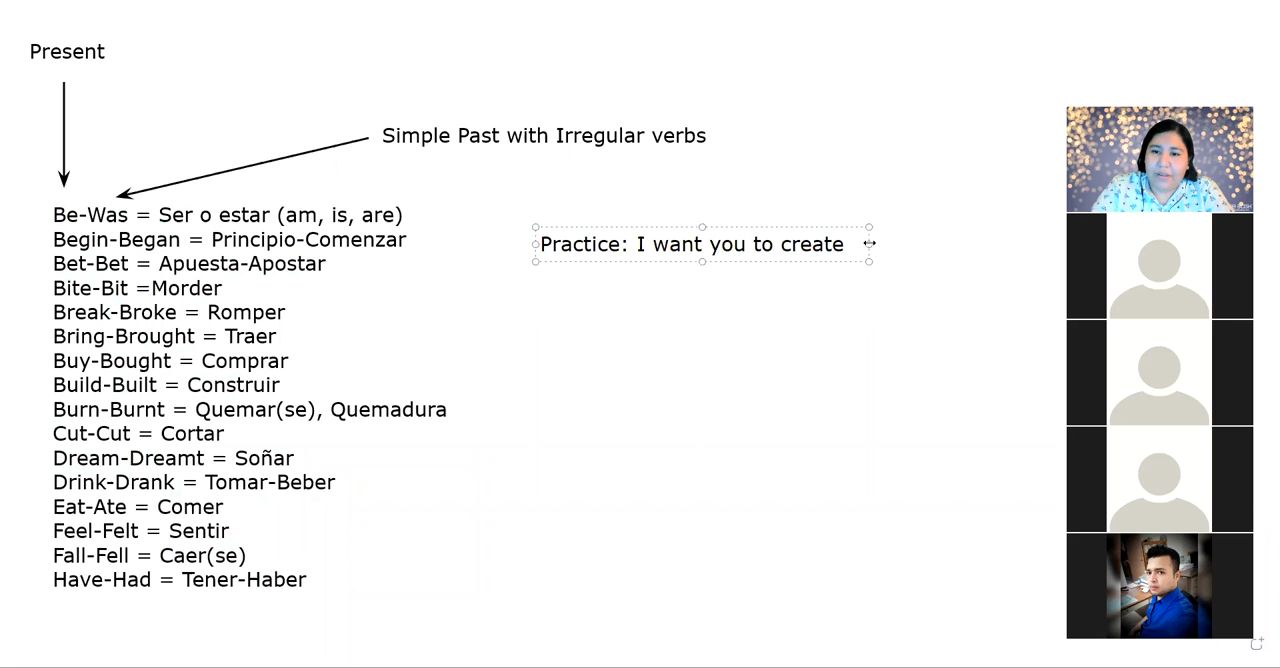 Present
Simple Past with Irregular verbs
Be-Was = Ser o estar (am, is, are)
Begin-Began = Principio-Comenzar
Bet-Bet = Apuesta-Apostar
Bite-Bit =Morder
Break-Broke = Romper
Bring-Brought = Traer
Buy-Bought = Comprar
Build-Built = Construir
Burn-Burnt = Quemar(se), Quemadura
Cut-Cut = Cortar
Dream-Dreamt = Soñar
Drink-Drank = Tomar-Beber
Eat-Ate = Comer
Feel-Felt = Sentir
Fall-Fell = Caer(se)
Have-Had = Tener-Haber
Practice: I want you to create